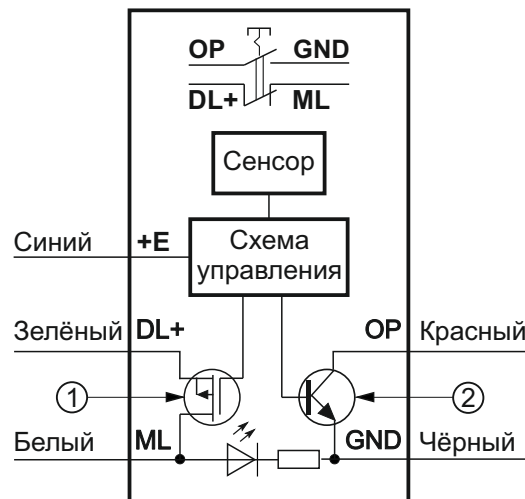 OP GND
DL+ ML
Сенсор
Схема
управления
Синий +E
Зелёный DL+ OP Красный
1 2
Белый ML GND Чёрный